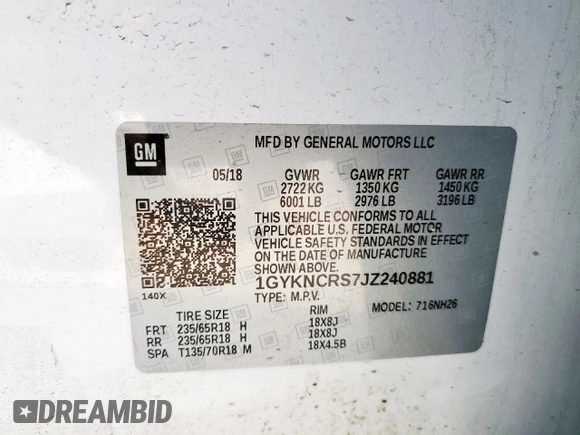 GM
MFD BY GENERAL MOTORS LLC
05/18 GVWR GAWR FRT GAWR RR
2722 KG 1350 KG 1450 KG
6001 LB 2976 LB 3196 LB
THIS VEHICLE CONFORMS TO ALL
APPLICABLE U.S. FEDERAL MOTOR
VEHICLE SAFETY STANDARDS IN EFFECT
ON THE DATE OF MANUFACTURE
SHOWN ABOVE.
1GYKNCRS7JZ240881
140X TYPE: M.P.V. MODEL: 716NH26
TIRE SIZE RIM
FRT 235/65R18 H 18X8J
RR 235/65R18 H 18X8J
SPA T135/70R18 M 18X4.5B
DREAMBID